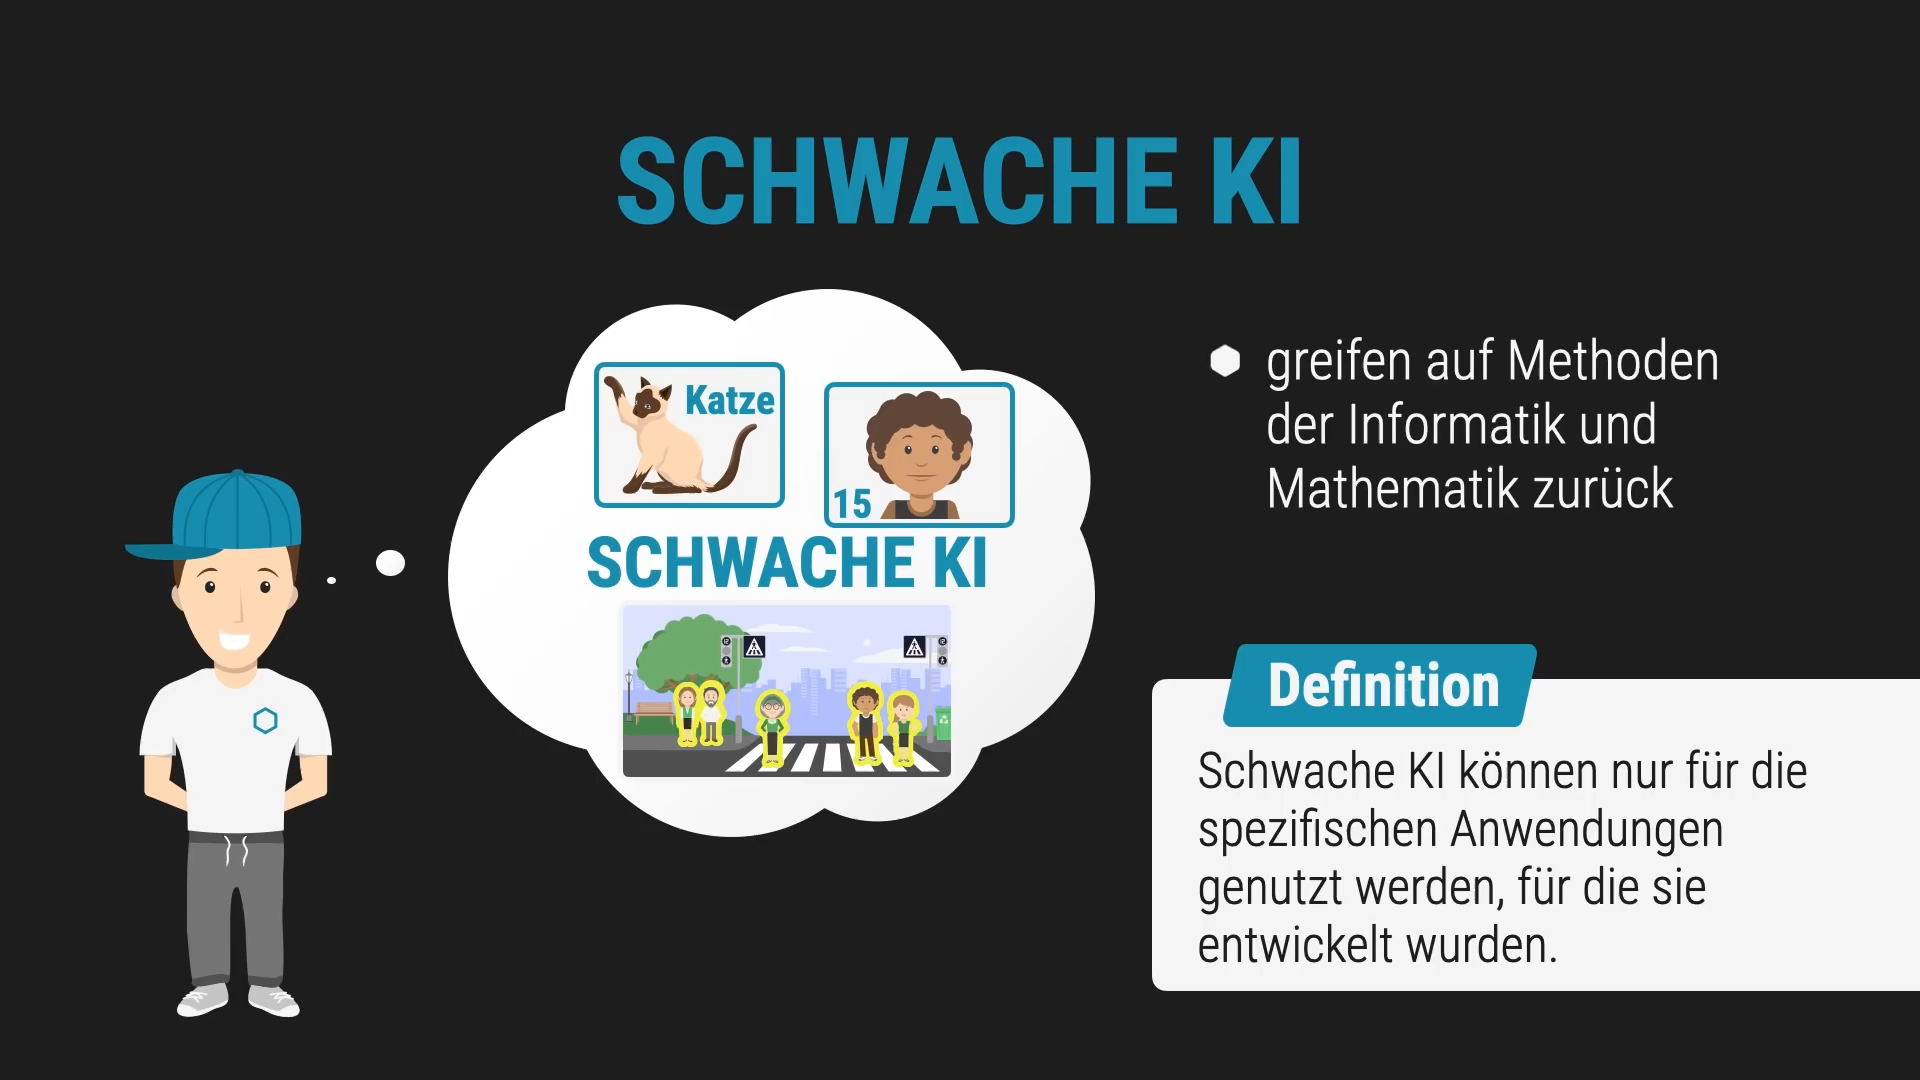 SCHWACHE KI
Katze
15
SCHWACHE KI
greifen auf Methoden
der Informatik und
Mathematik zurück
Definition
Schwache KI können nur für die
spezifischen Anwendungen
genutzt werden, für die sie
entwickelt wurden.